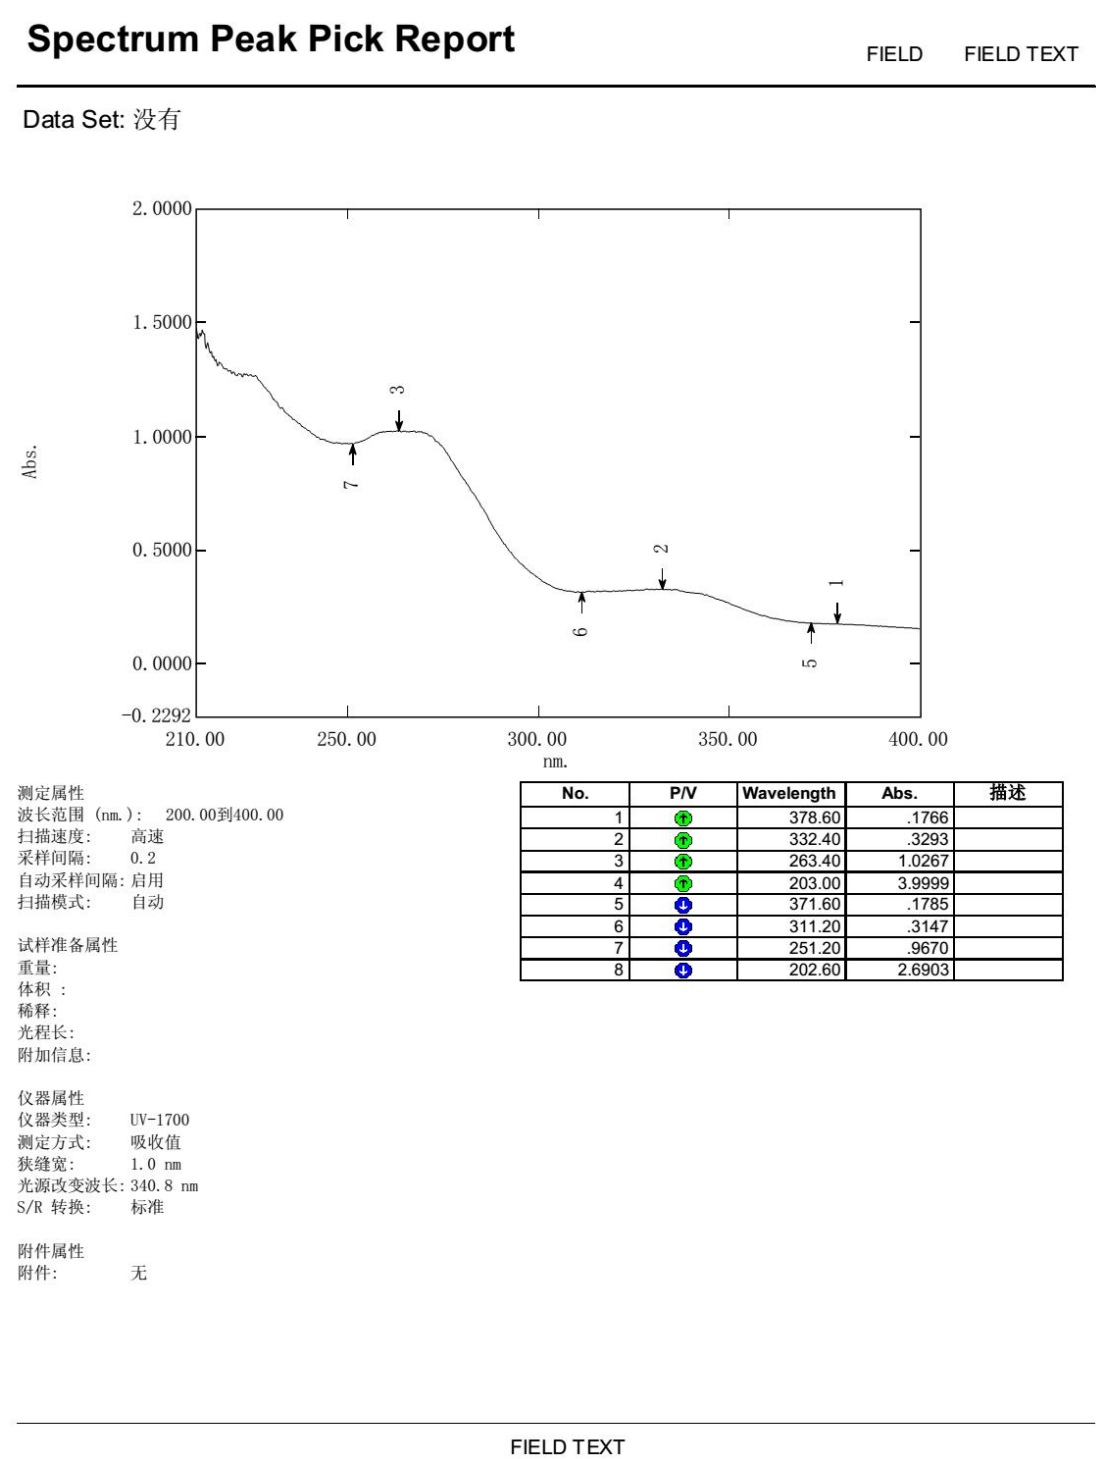 Spectrum Peak Pick Report
FIELD FIELD TEXT
Data Set: 没有
2.0000
1.5000
1.0000
0.5000
0.0000
-0.2292
Abs.
3
7
2
6
1
5
210.00 250.00 300.00 350.00 400.00
nm.
测定属性
波长范围 (nm.): 200.00到400.00
扫描速度: 高速
采样间隔: 0.2
自动采样间隔: 启用
扫描模式: 自动
试样准备属性
重量:
体积 :
稀释:
光程长:
附加信息:
仪器属性
仪器类型: UV-1700
测定方式: 吸收值
狭缝宽: 1.0 nm
光源改变波长: 340.8 nm
S/R 转换: 标准
附件属性
附件: 无
No. P/V Wavelength Abs. 描述
1 ↑ 378.60 .1766
2 ↑ 332.40 .3293
3 ↑ 263.40 1.0267
4 ↑ 203.00 3.9999
5 ↓ 371.60 .1785
6 ↓ 311.20 .3147
7 ↓ 251.20 .9670
8 ↓ 202.60 2.6903
FIELD TEXT